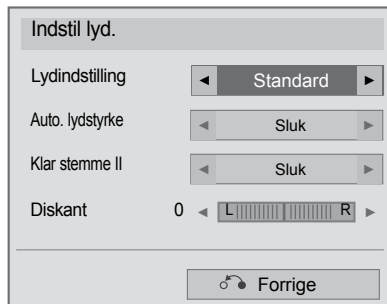 Indstil lyd.
Lydindstilling ◄ Standard ►
Auto. lydstyrke ◄ Sluk ►
Klar stemme II ◄ Sluk ►
Diskant 0 ◄ L R ►
Forrige